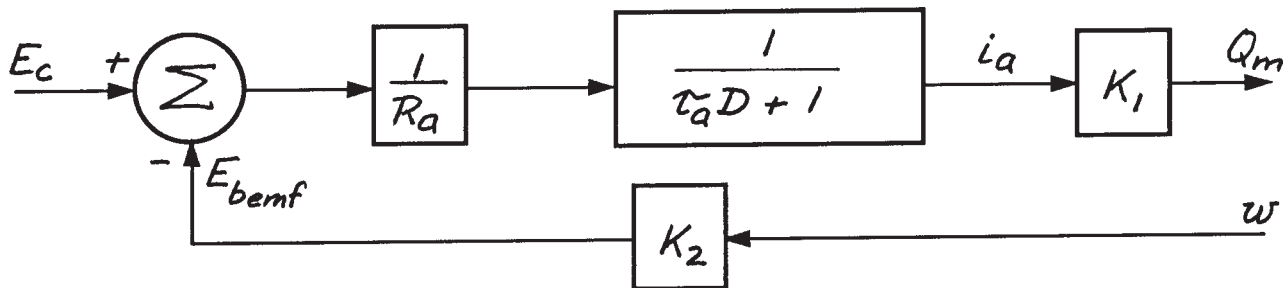 E_c
+
Σ
1/R_a
1/(τ_a D + 1)
i_a
K_1
Q_m
-
E_bemf
K_2
w